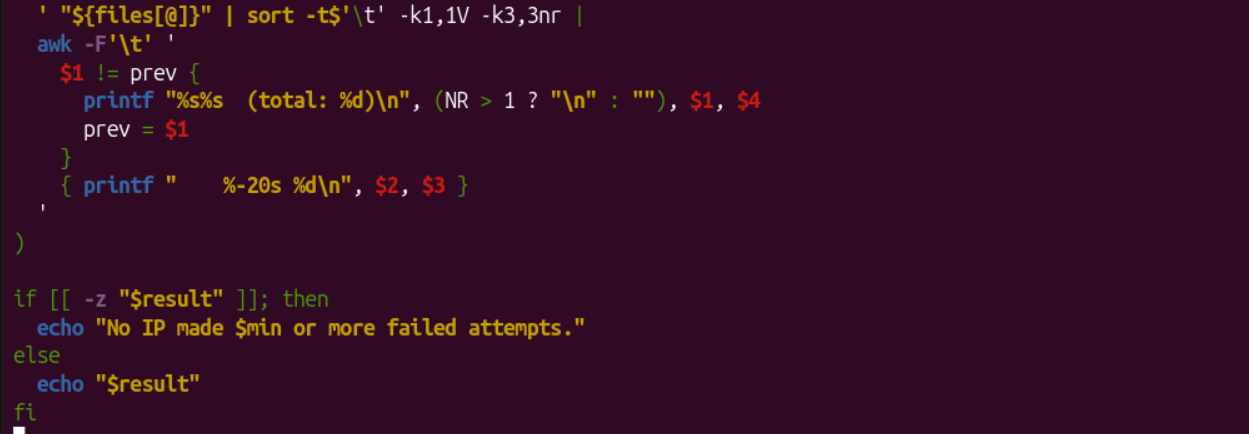 ' "${files[@]}" | sort -t$'\t' -k1,1V -k3,3nr |
  awk -F'\t' '
    $1 != prev {
      printf "%s%s  (total: %d)\n", (NR > 1 ? "\n" : ""), $1, $4
      prev = $1
    }
    { printf "    %-20s %d\n", $2, $3 }
  '
)

if [[ -z "$result" ]]; then
  echo "No IP made $min or more failed attempts."
else
  echo "$result"
fi